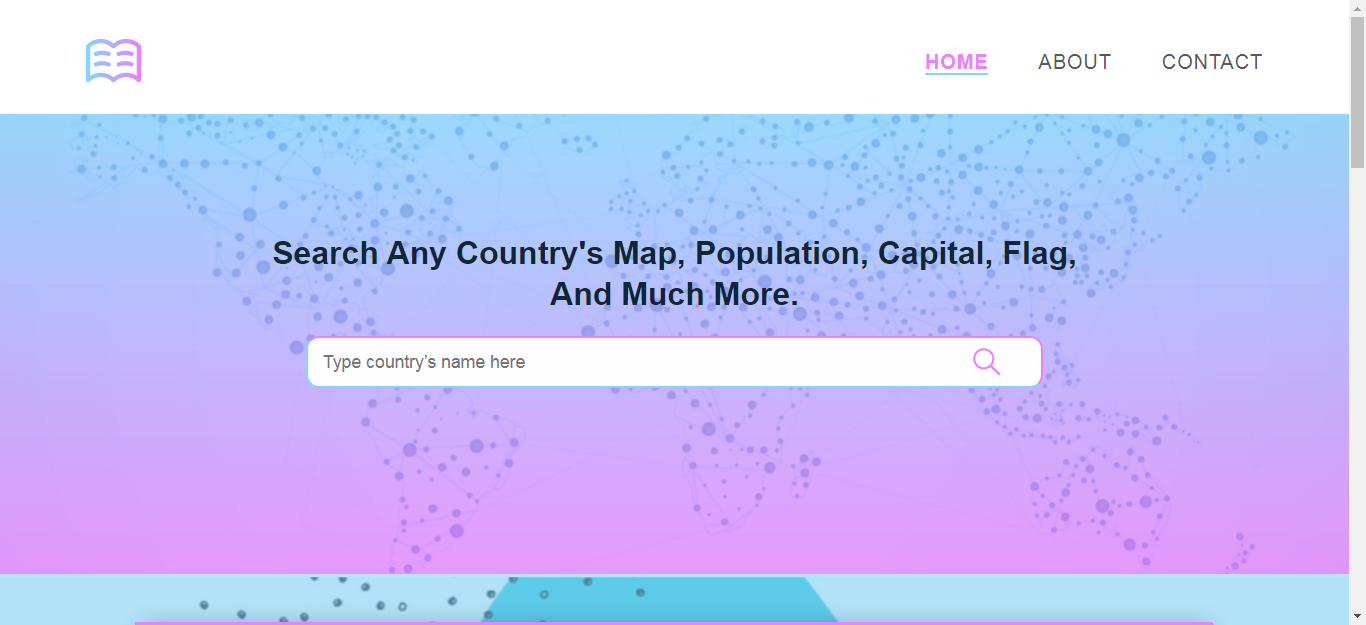 HOME
ABOUT
CONTACT
Search Any Country's Map, Population, Capital, Flag,
And Much More.
Type country’s name here